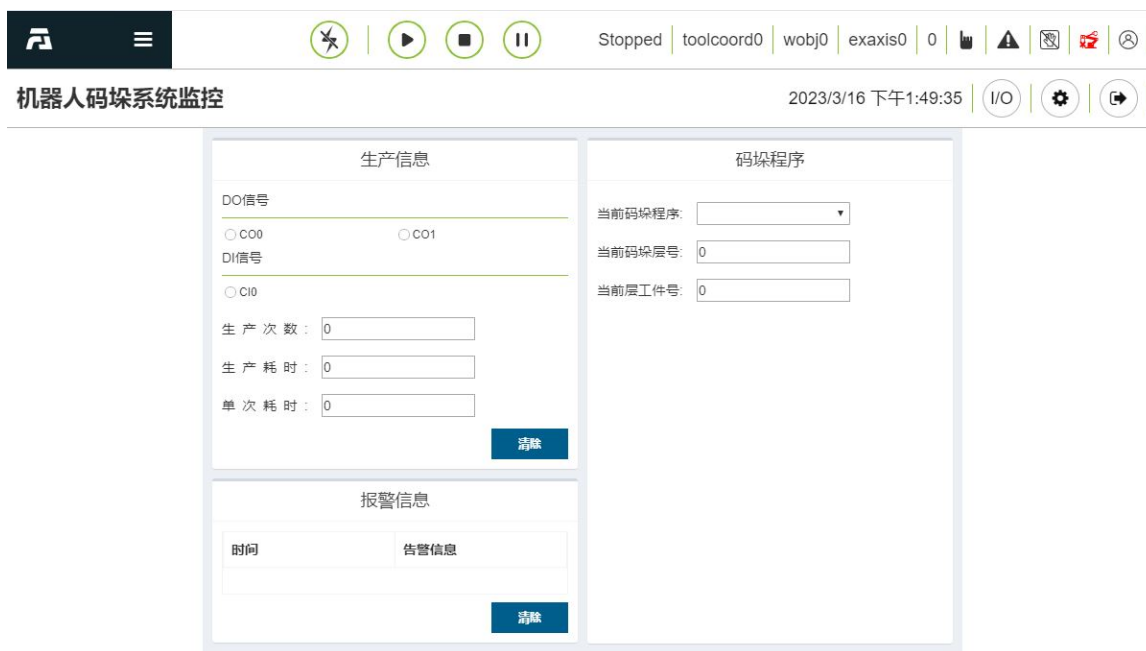 Stopped toolcoord0 wobj0 exaxis0 0
机器人码垛系统监控
2023/3/16 下午1:49:35 I/O
生产信息
DO信号
CO0 CO1
DI信号
CI0
生产次数: 0
生产耗时: 0
单次耗时: 0
清除
报警信息
时间 告警信息
清除
码垛程序
当前码垛程序:
当前码垛层号: 0
当前层工件号: 0